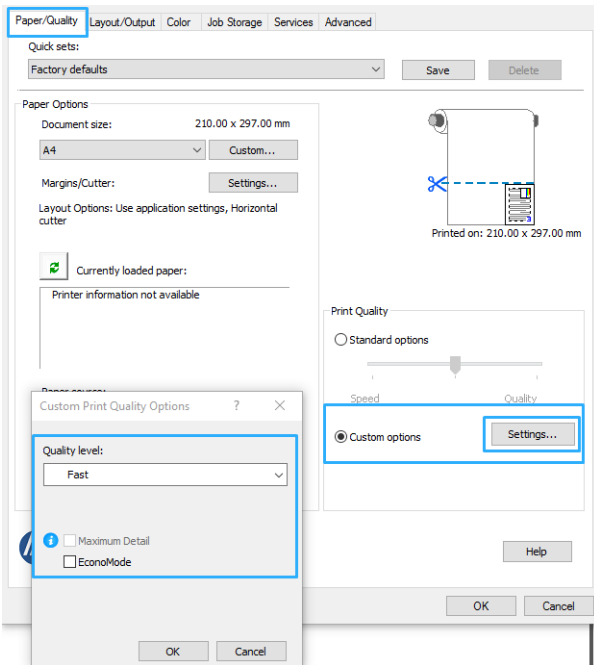 Paper/Quality Layout/Output Color Job Storage Services Advanced
Quick sets:
Factory defaults
Save
Delete
Paper Options
Document size: 210.00 x 297.00 mm
A4
Custom...
Margins/Cutter:
Settings...
Layout Options: Use application settings, Horizontal
cutter
Currently loaded paper:
Printer information not available
Printed on: 210.00 x 297.00 mm
Print Quality
Standard options
Speed Quality
Custom options
Settings...
Paper source:
Custom Print Quality Options ?
Quality level:
Fast
Maximum Detail
EconoMode
OK Cancel
Help
OK Cancel